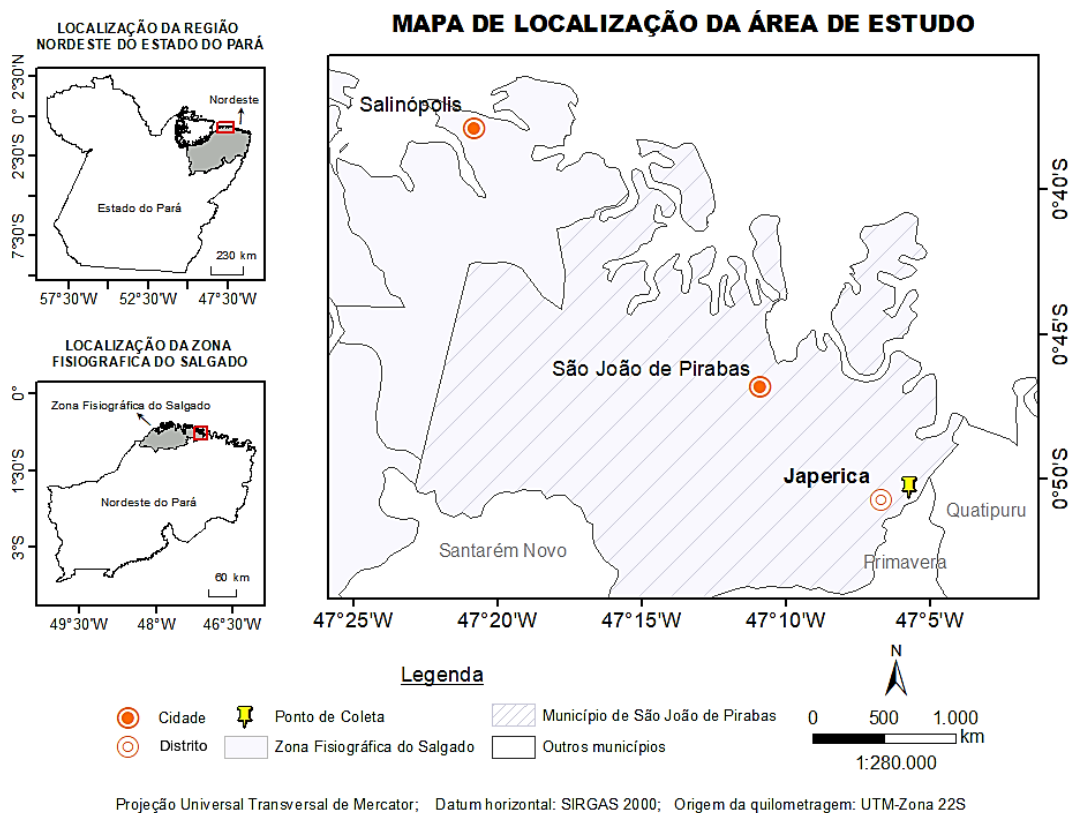 LOCALIZAÇÃO DA REGIÃO
NORDESTE DO ESTADO DO PARÁ
2°30'N
0°
2°30'S
7°30'S
Nordeste
Estado do Pará
230 km
57°30'W
52°30'W
47°30'W
LOCALIZAÇÃO DA ZONA
FISIOGRAFICA DO SALGADO
0°
1°30'S
3°S
Zona Fisiográfica do Salgado
Nordeste do Pará
60 km
49°30'W
48°W
46°30'W
MAPA DE LOCALIZAÇÃO DA ÁREA DE ESTUDO
Salinópolis
São João de Pirabas
Japerica
Quatipuru
Santarém Novo
Primavera
0°40'S
0°45'S
0°50'S
47°25'W
47°20'W
47°15'W
47°10'W
47°5'W
Legenda
Cidade
Ponto de Coleta
Município de São João de Pirabas
Distrito
Zona Fisiográfica do Salgado
Outros municípios
N
0 500 1.000
km
1:280.000
Projeção Universal Transversal de Mercator; Datum horizontal: SIRGAS 2000; Origem da quilometragem: UTM-Zona 22S